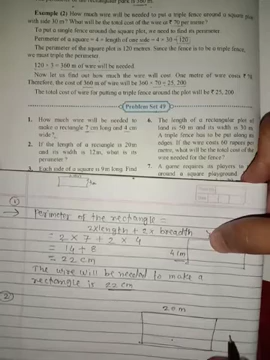 Example (2) How much wire will be needed to put a triple fence around a square plot
with side 30 m? What will be the total cost of the wire at ₹ 70 per metre?
To put a triple fence around the square plot, we need to find its perimeter.
Perimeter of a square = 4 × length of one side = 4 × 30 = 120
The perimeter of the square plot is 120 metres. Since the fence is to be a triple fence,
we must triple the perimeter.
120 × 3 = 360 m of wire will be needed.
Now let us find out how much the wire will cost. One metre of wire costs ₹ 70
Therefore, the cost of 360 m of wire will be 360 × 70 = 25, 200
The total cost of wire for putting a triple fence around the plot will be ₹ 25, 200
Problem Set 49
1. How much wire will be needed to
make a rectangle 7 cm long and 4 cm
wide?
2. If the length of a rectangle is 20m
and its width is 12m, what is its
perimeter?
3. Each side of a square is 9m long. Find
6. The length of a rectangular plot of
land is 50 m and its width is 30 m.
A triple fence has to be put along its
edges. If the wire costs 60 rupees per
metre, what will be the total cost of the
wire needed for the fence?
7. A game requires its players to
around a square playground
① Perimeter of the rectangle =
2xlength + 2x breadth
= 2 × 7 + 2 × 4
= 14 + 8
= 22 cm
4cm
The wire will be needed to make a
rectangle is 22 cm
②
20m